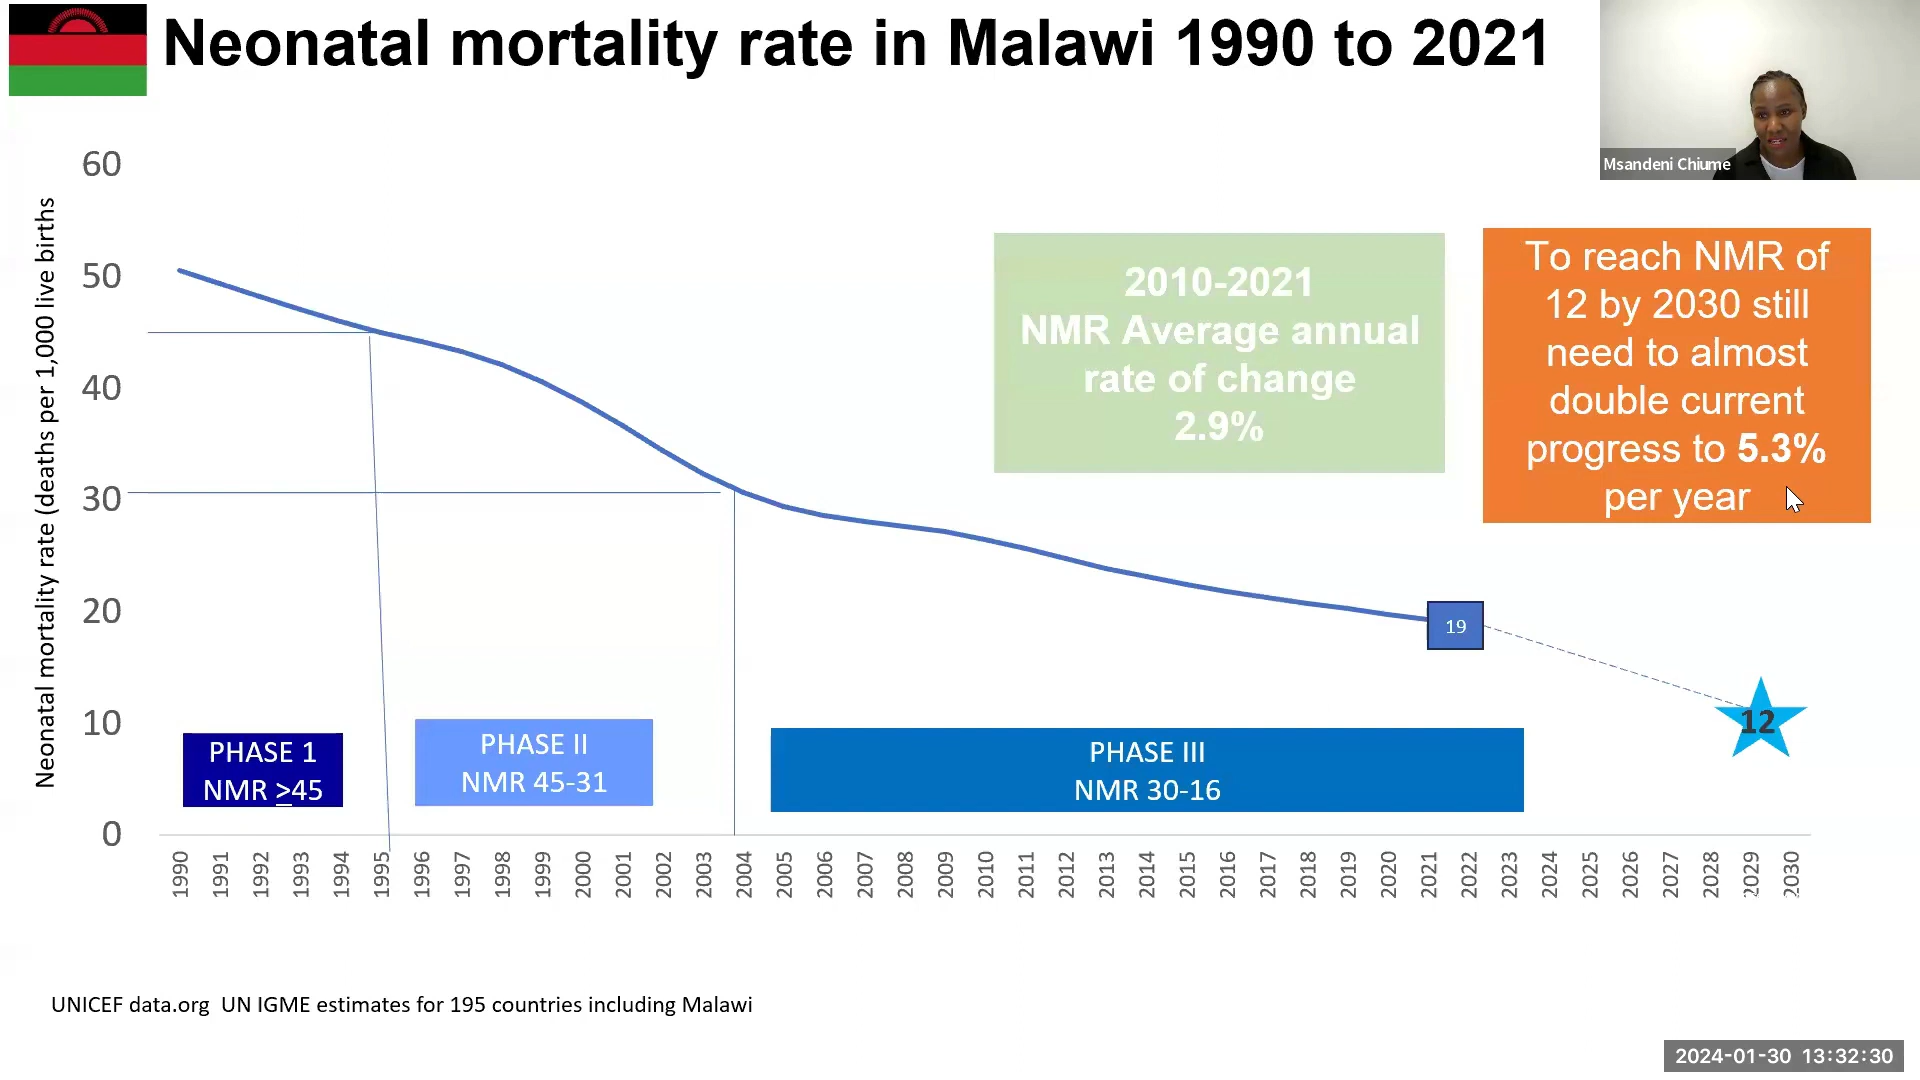 Neonatal mortality rate in Malawi 1990 to 2021
Msandeni Chiume
Neonatal mortality rate (deaths per 1,000 live births
60
50
40
30
20
10
0
2010-2021
NMR Average annual
rate of change
2.9%
To reach NMR of
12 by 2030 still
need to almost
double current
progress to 5.3%
per year
19
12
PHASE 1
NMR >45
PHASE II
NMR 45-31
PHASE III
NMR 30-16
1990
1991
1992
1993
1994
1995
1996
1997
1998
1999
2000
2001
2002
2003
2004
2005
2006
2007
2008
2009
2010
2011
2012
2013
2014
2015
2016
2017
2018
2019
2020
2021
2022
2023
2024
2025
2026
2027
2028
2029
2030
UNICEF data.org UN IGME estimates for 195 countries including Malawi
2024-01-30 13:32:30